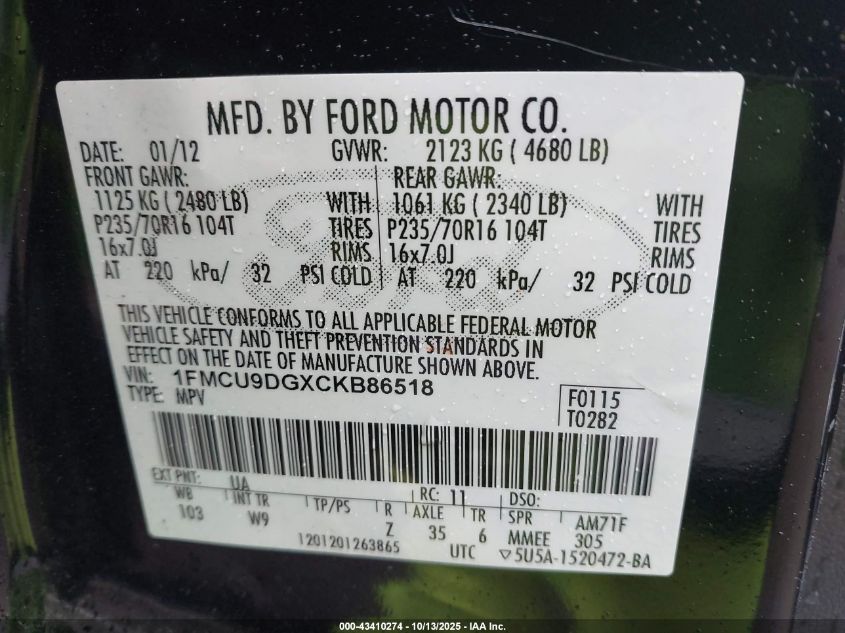 MFD. BY FORD MOTOR CO.
DATE: 01/12 GVWR: 2123 KG ( 4680 LB)
FRONT GAWR: REAR GAWR:
1125 KG ( 2480 LB) WITH 1061 KG ( 2340 LB) WITH
P235/70R16 104T TIRES P235/70R16 104T TIRES
16x7.0J RIMS 16x7.0J RIMS
AT 220 kPa/ 32 PSI COLD AT 220 kPa/ 32 PSI COLD
Ford
THIS VEHICLE CONFORMS TO ALL APPLICABLE FEDERAL MOTOR
VEHICLE SAFETY AND THEFT PREVENTION STANDARDS IN
EFFECT ON THE DATE OF MANUFACTURE SHOWN ABOVE.
VIN: 1FMCU9DGXCKB86518
TYPE: MPV
F0115
T0282
EXT PNT: UA RC: 11 DSO:
WB INT TR TP/PS R AXLE TR SPR AM71F
103 W9 Z 35 6 MMEE 305
1201201263865 UTC ▽5U5A-1520472-BA
000-43410274 | 10/13/2025 - IAA Inc.